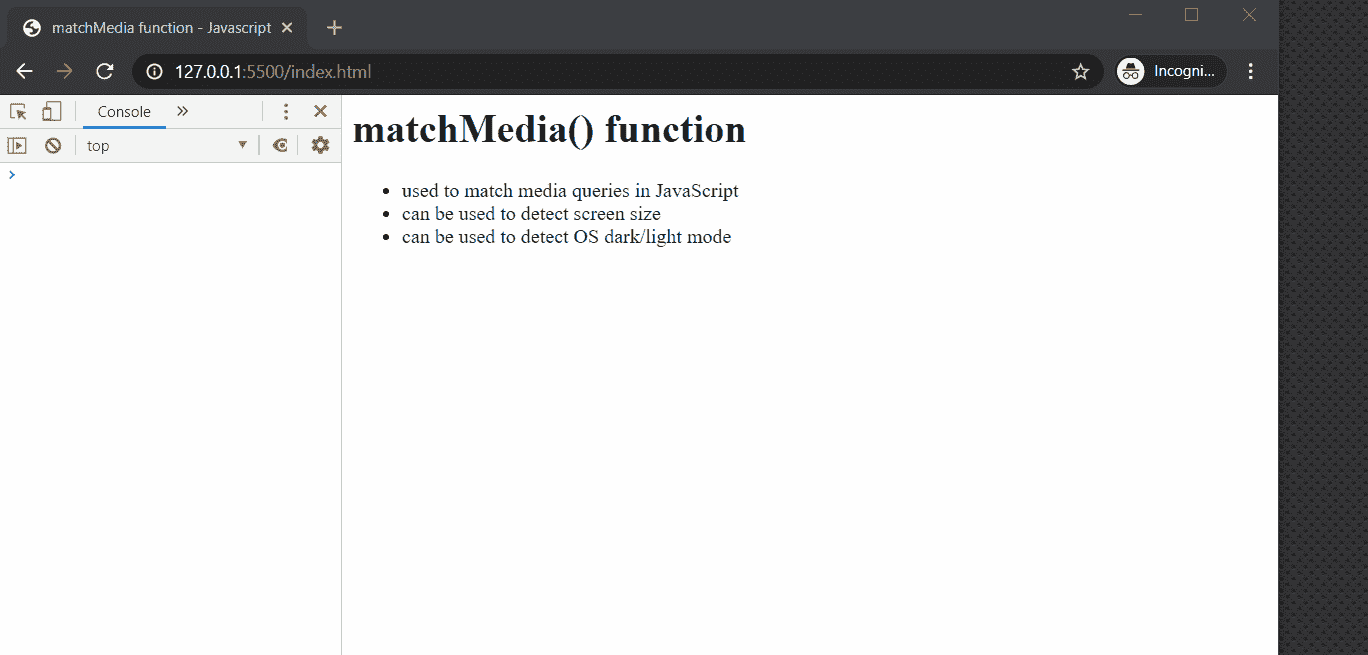 matchMedia function - Javascript
127.0.0.1:5500/index.html
Incogni...
Console
top
matchMedia() function
used to match media queries in JavaScript
can be used to detect screen size
can be used to detect OS dark/light mode